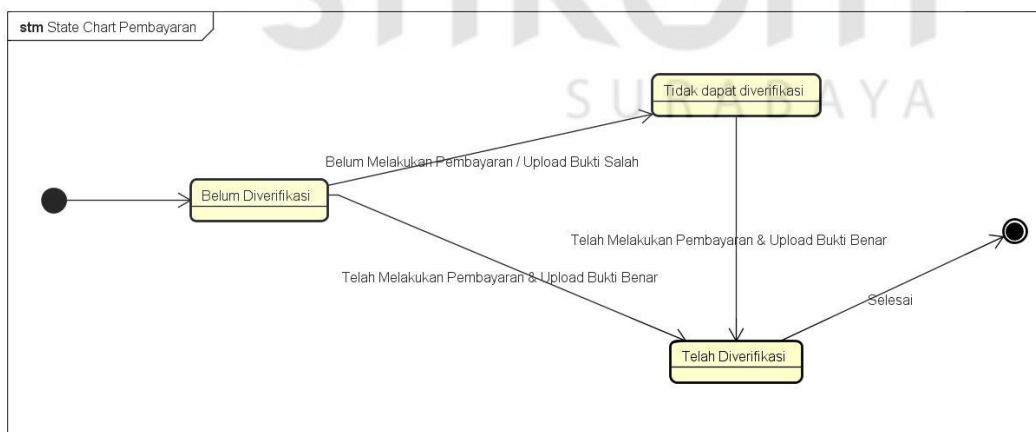 stm State Chart Pembayaran
SURABAYA
Tidak dapat diverifikasi
Belum Melakukan Pembayaran / Upload Bukti Salah
Belum Diverifikasi
Telah Melakukan Pembayaran & Upload Bukti Benar
Telah Melakukan Pembayaran & Upload Bukti Benar
Selesai
Telah Diverifikasi